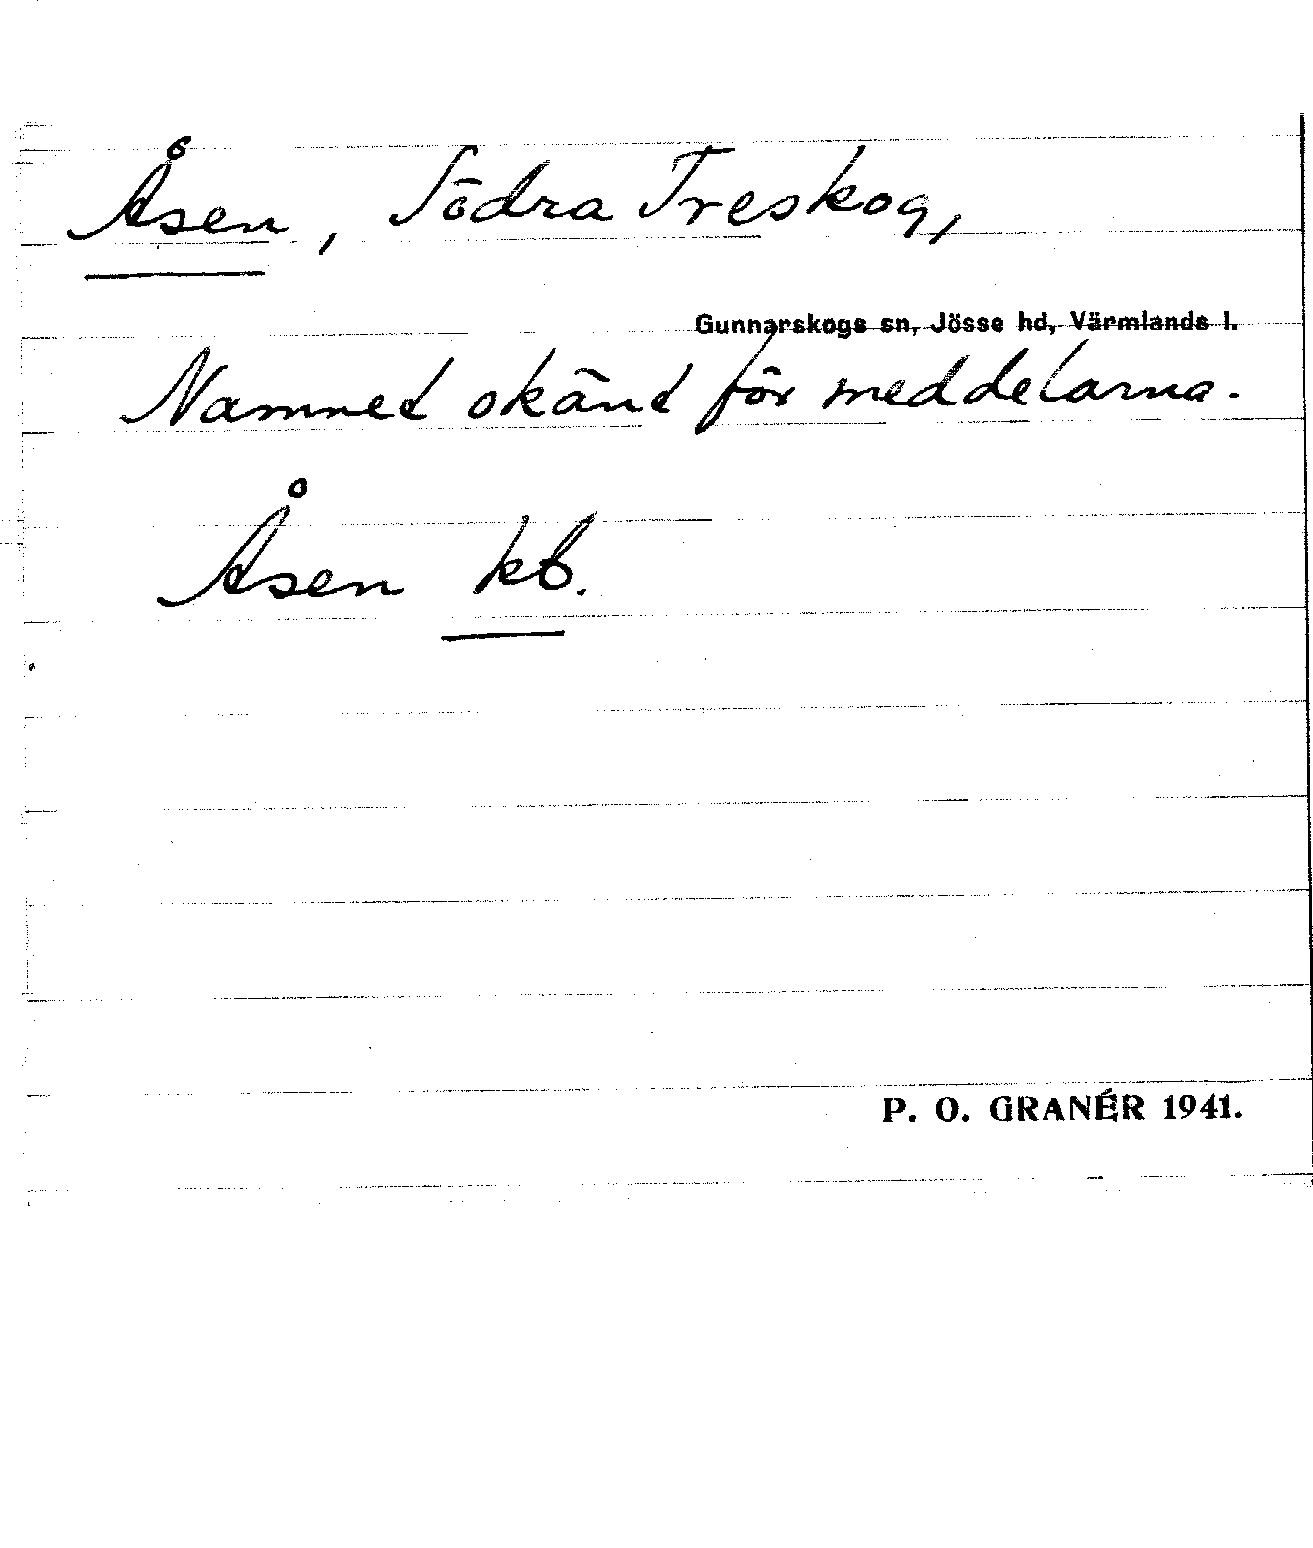 Åsen, Södra Treskog,
Gunnarskogs sn, Jösse hd, Värmlands l.
Namnet okänt för meddelarna.
Åsen kb.
P. O. GRANÉR 1941.